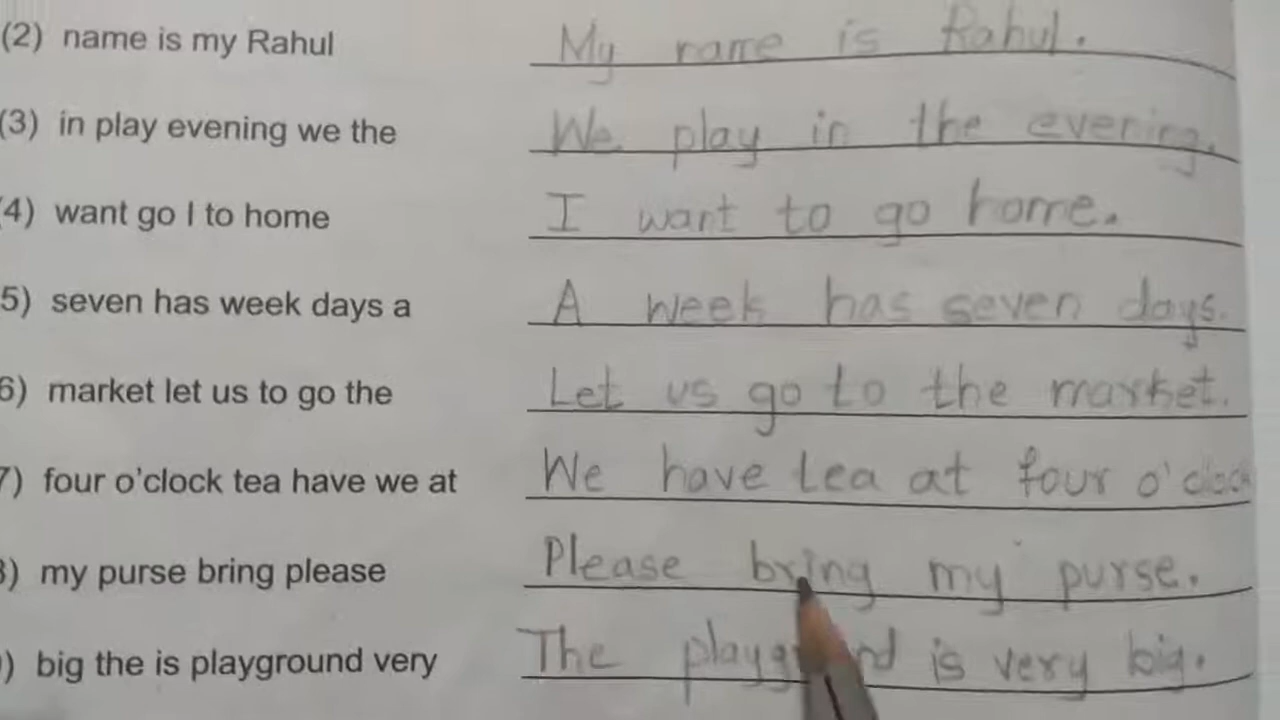 (2) name is my Rahul My name is Rahul.
(3) in play evening we the We play in the evening.
4) want go I to home I want to go home.
5) seven has week days a A week has seven days.
6) market let us to go the Let us go to the market.
7) four o'clock tea have we at We have tea at four o'
) my purse bring please Please bring my purse.
) big the is playground very The is very big.